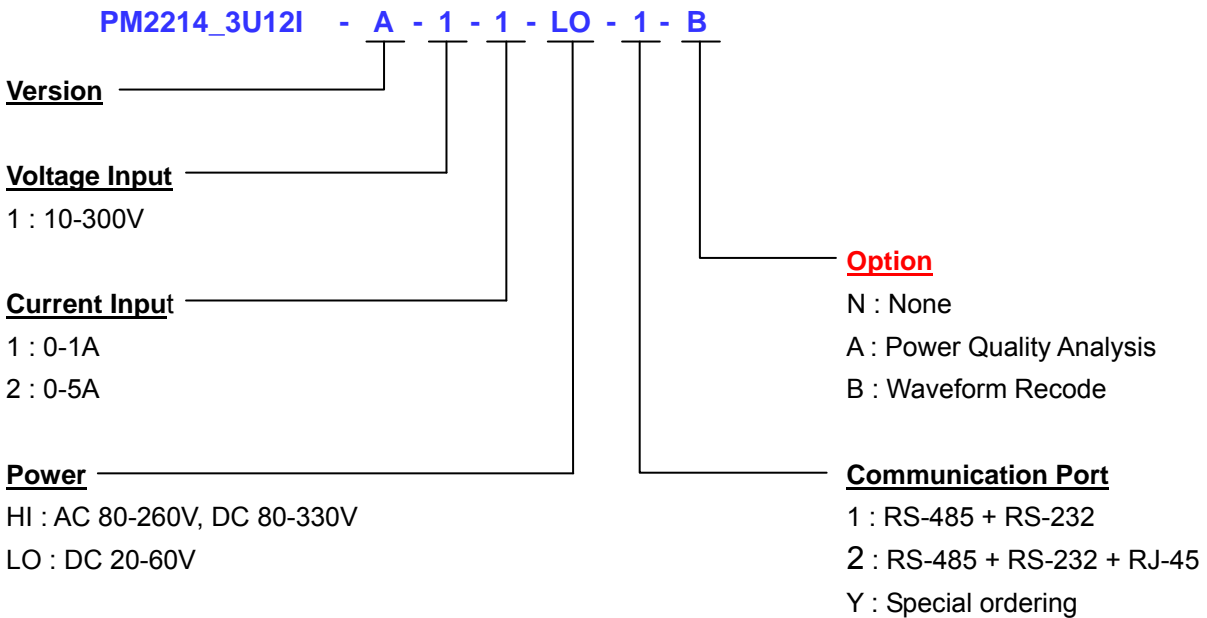 PM2214_3U12I - A - 1 - 1 - LO - 1 - B
Version
Voltage Input
1 : 10-300V
Current Input
1 : 0-1A
2 : 0-5A
Power
HI : AC 80-260V, DC 80-330V
LO : DC 20-60V
Option
N : None
A : Power Quality Analysis
B : Waveform Recode
Communication Port
1 : RS-485 + RS-232
2 : RS-485 + RS-232 + RJ-45
Y : Special ordering